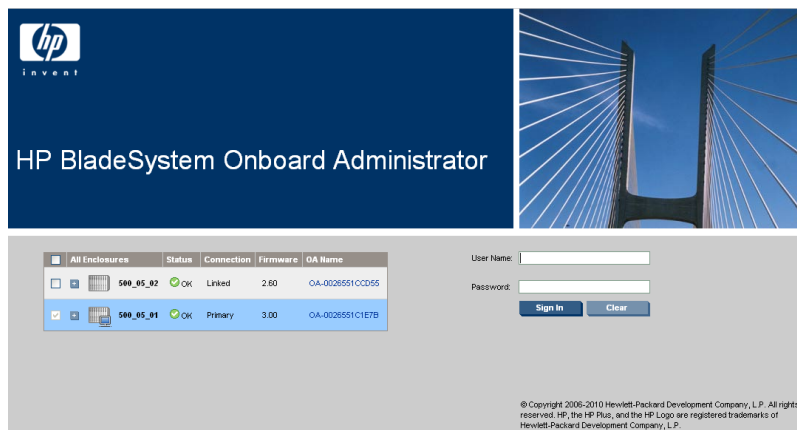 hp
invent
HP BladeSystem Onboard Administrator
All Enclosures Status Connection Firmware OA Name
500_05_02 OK Linked 2.60 OA-0026551CCD55
500_05_01 OK Primary 3.00 OA-0026551C1E7B
User Name:
Password:
Sign In Clear
© Copyright 2006-2010 Hewlett-Packard Development Company, L.P. All rights
reserved. HP, the HP Plus, and the HP Logo are registered trademarks of
Hewlett-Packard Development Company, L.P.